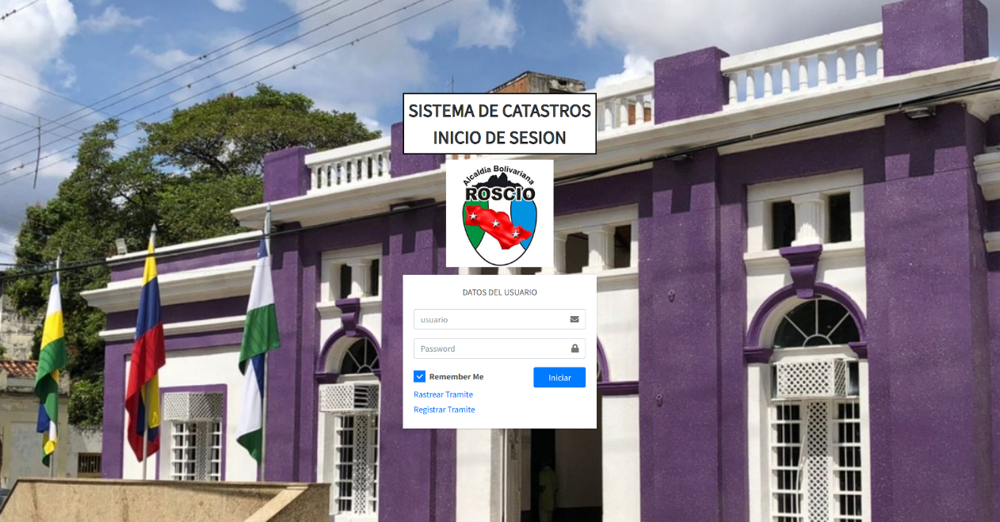 SISTEMA DE CATASTROS
INICIO DE SESION
Alcaldía Bolivariana
ROSCIO
DATOS DEL USUARIO
usuario
Password
Remember Me
Iniciar
Rastrear Tramite
Registrar Tramite